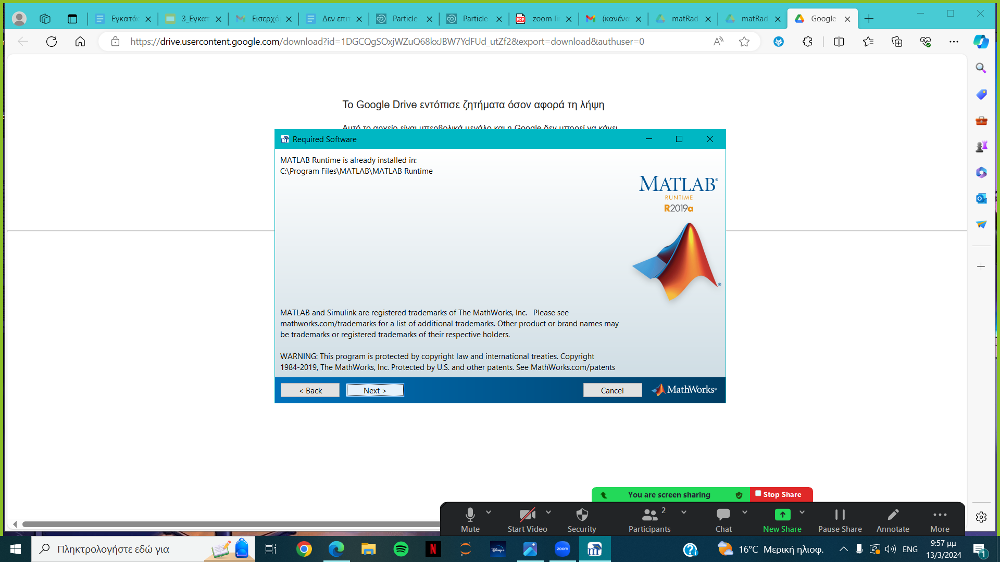 Εγκατάσ
3_Εγκατ
Εισερχό
Δεν επιτ
Particle
Particle
PDF
zoom lin
(κανένα
matRad
matRad
Google
https://drive.usercontent.google.com/download?id=1DGCQgSOxjWZuQ68kxJBW7YdFUd_utZf2&export=download&authuser=0
Το Google Drive εντόπισε ζητήματα όσον αφορά τη λήψη
Αυτό το αρχείο είναι υπερβολικά μεγάλο και η Google δεν μπορεί να κάνει
Required Software
MATLAB Runtime is already installed in:
C:\Program Files\MATLAB\MATLAB Runtime
MATLAB®
RUNTIME
R2019a
MATLAB and Simulink are registered trademarks of The MathWorks, Inc.   Please see
mathworks.com/trademarks for a list of additional trademarks. Other product or brand names may
be trademarks or registered trademarks of their respective holders.
WARNING: This program is protected by copyright law and international treaties. Copyright
1984-2019, The MathWorks, Inc. Protected by U.S. and other patents. See MathWorks.com/patents
< Back
Next >
Cancel
MathWorks®
You are screen sharing
Stop Share
2
Mute
Start Video
Security
Participants
Chat
New Share
Pause Share
Annotate
More
Πληκτρολογήστε εδώ για
N
Disney+
zoom
16°C Μερική ηλιοφ.
ENG
9:57 μμ
13/3/2024
1